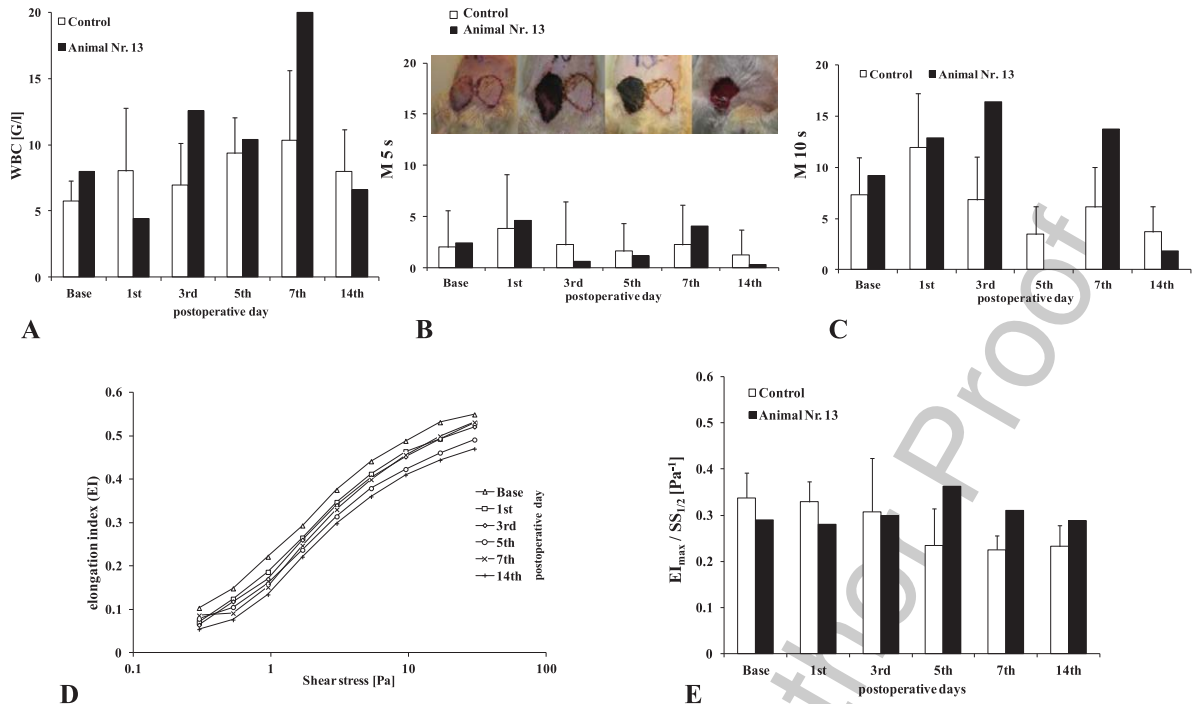 Control
Animal Nr. 13
WBC [G/l]
20
15
10
5
0
Base 1st 3rd 5th 7th 14th
postoperative day
A
Control
Animal Nr. 13
M 5 s
20
15
10
5
0
Base 1st 3rd 5th 7th 14th
postoperative day
B
Control Animal Nr. 13
M 10 s
20
15
10
5
0
Base 1st 3rd 5th 7th 14th
postoperative day
C
elongation index (EI)
0.6
0.5
0.4
0.3
0.2
0.1
0
0.1 1 10 100
Shear stress [Pa]
Base
1st
3rd
5th
7th
14th
postoperative day
D
Control
Animal Nr. 13
EImax / SS1/2 [Pa-1]
0.6
0.5
0.4
0.3
0.2
0.1
0
Base 1st 3rd 5th 7th 14th
postoperative days
E
thor Proof